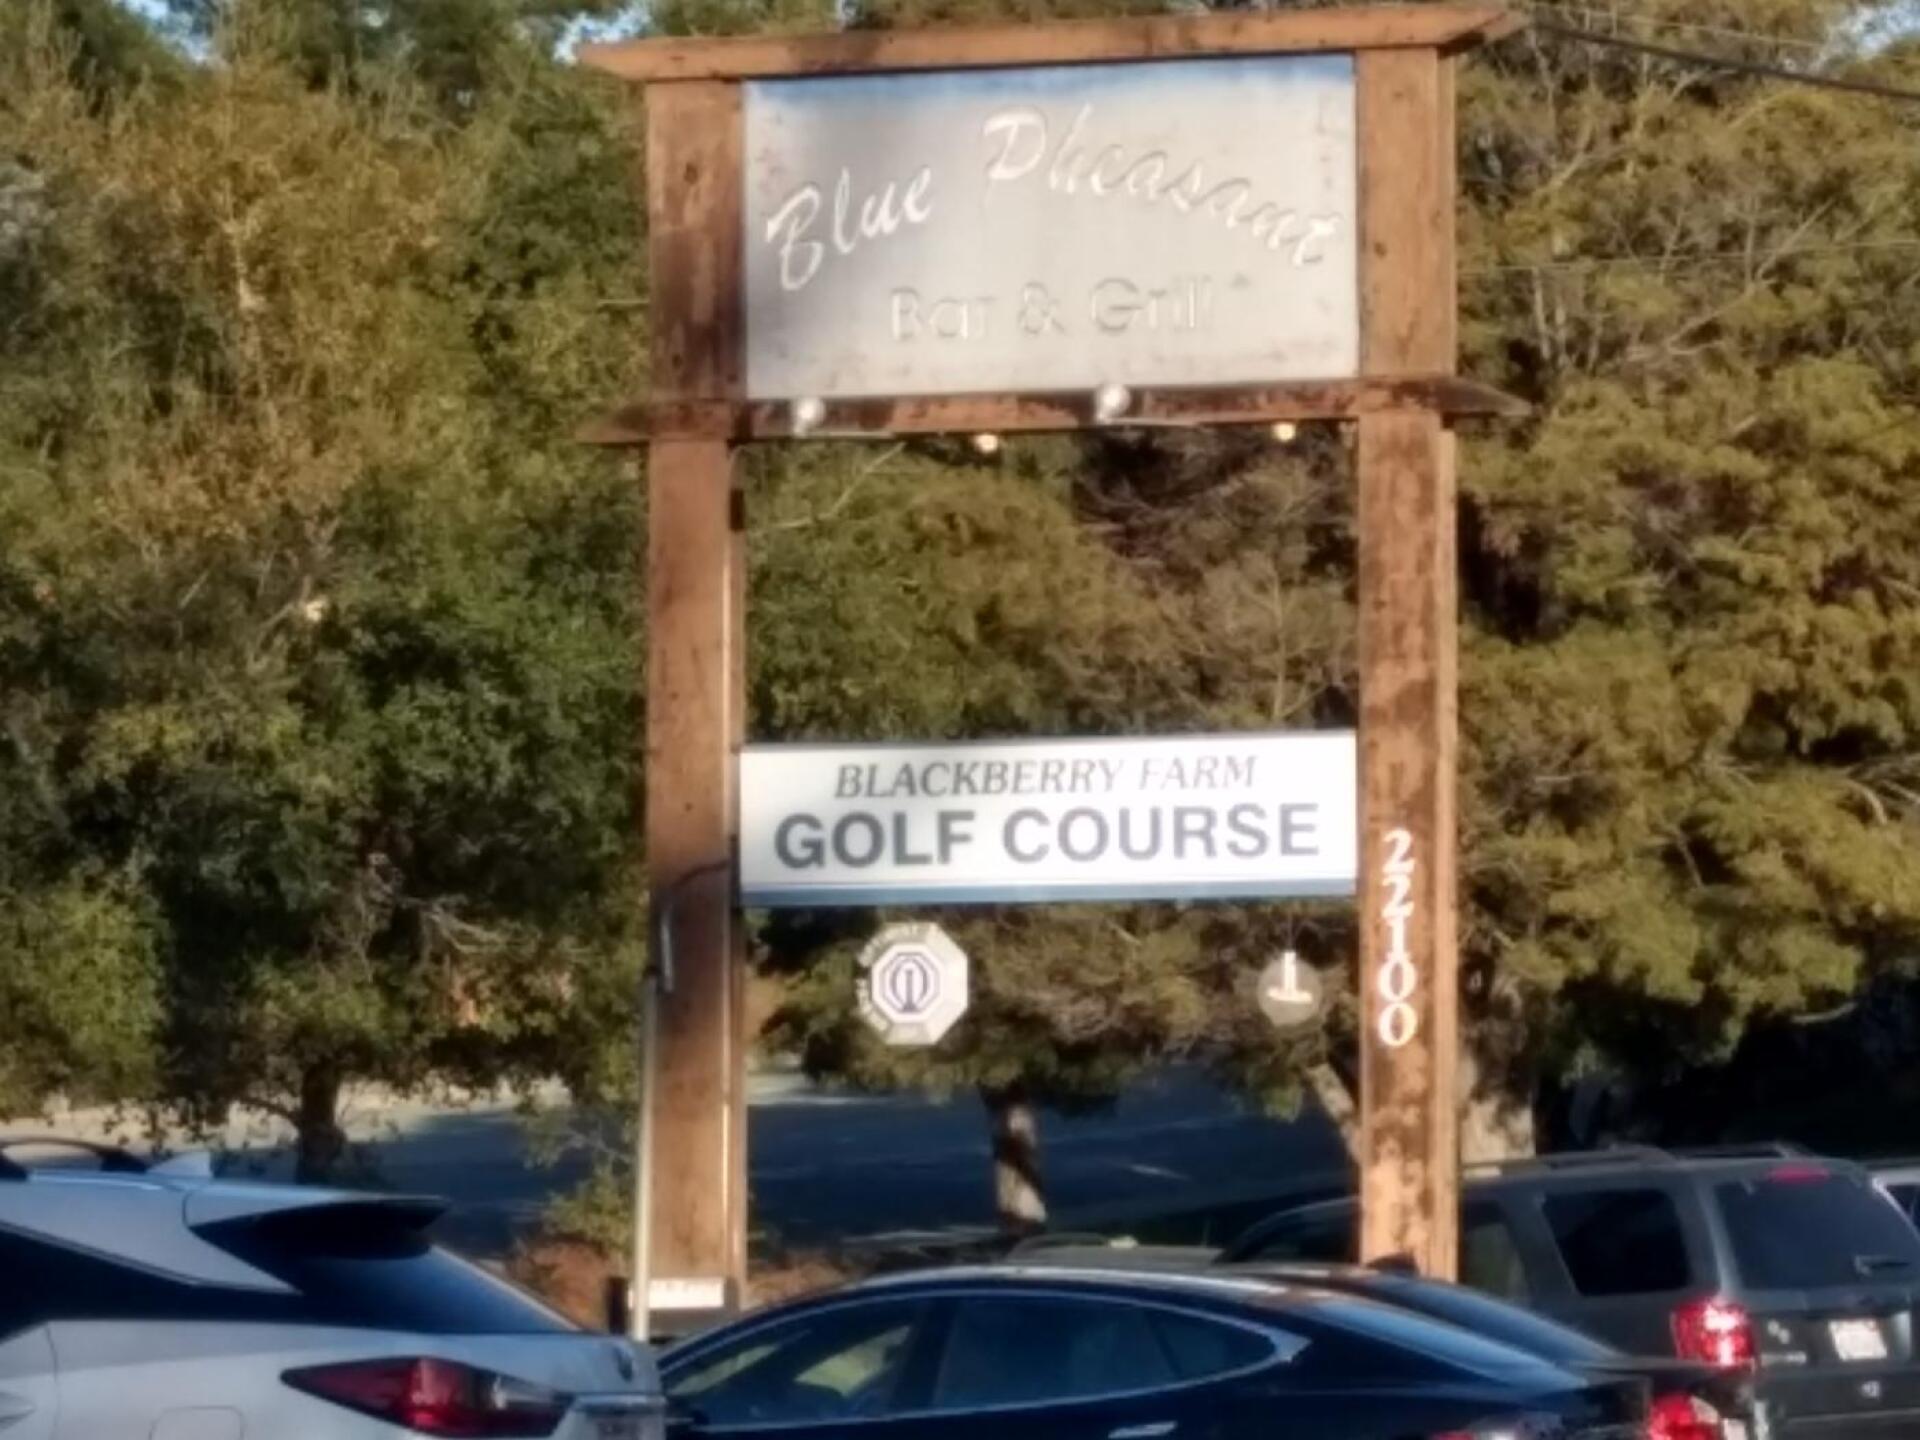 Blue Pheasant
Bar & Grill
BLACKBERRY FARM
GOLF COURSE
22100